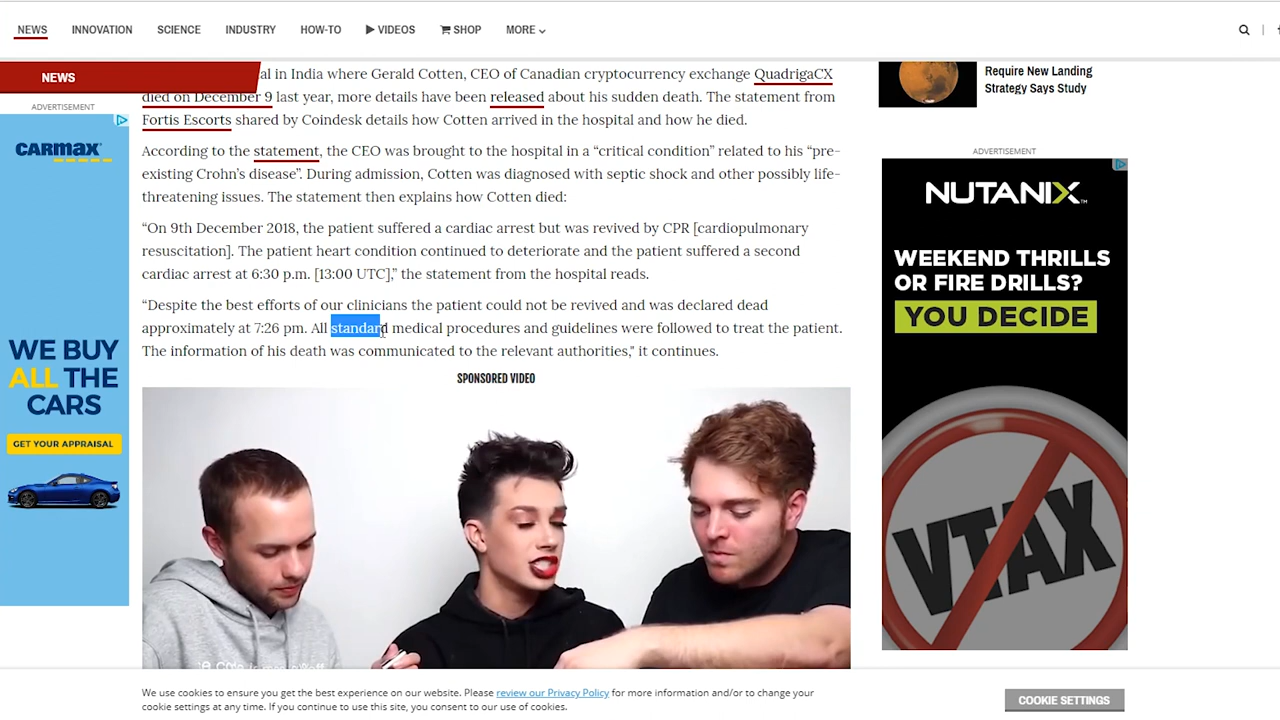 NEWS
INNOVATION
SCIENCE
INDUSTRY
HOW-TO
VIDEOS
SHOP
MORE
NEWS
ADVERTISEMENT
CARMAX
WE BUY
ALL THE
CARS
GET YOUR APPRAISAL
al in India where Gerald Cotten, CEO of Canadian cryptocurrency exchange QuadrigaCX
died on December 9 last year, more details have been released about his sudden death. The statement from
Fortis Escorts shared by Coindesk details how Cotten arrived in the hospital and how he died.
According to the statement, the CEO was brought to the hospital in a “critical condition” related to his “pre-
existing Crohn’s disease”. During admission, Cotten was diagnosed with septic shock and other possibly life-
threatening issues. The statement then explains how Cotten died:
“On 9th December 2018, the patient suffered a cardiac arrest but was revived by CPR [cardiopulmonary
resuscitation]. The patient heart condition continued to deteriorate and the patient suffered a second
cardiac arrest at 6:30 p.m. [13:00 UTC],” the statement from the hospital reads.
“Despite the best efforts of our clinicians the patient could not be revived and was declared dead
approximately at 7:26 pm. All standard medical procedures and guidelines were followed to treat the patient.
The information of his death was communicated to the relevant authorities," it continues.
SPONSORED VIDEO
Require New Landing
Strategy Says Study
ADVERTISEMENT
NUTANIX
WEEKEND THRILLS
OR FIRE DRILLS?
YOU DECIDE
VTAX
We use cookies to ensure you get the best experience on our website. Please review our Privacy Policy for more information and/or to change your
cookie settings at any time. If you continue to use this site, you consent to our use of cookies.
COOKIE SETTINGS